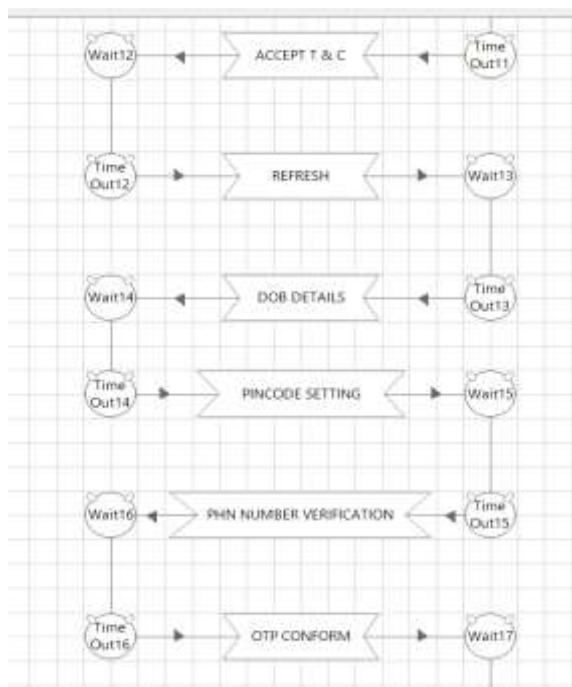 Wait12
ACCEPT T & C
Time
Out11
Time
Out12
REFRESH
Wait13
Wait14
DOB DETAILS
Time
Out13
Time
Out14
PINCODE SETTING
Wait15
Wait16
PHN NUMBER VERIFICATION
Time
Out15
Time
Out16
OTP CONFORM
Wait17